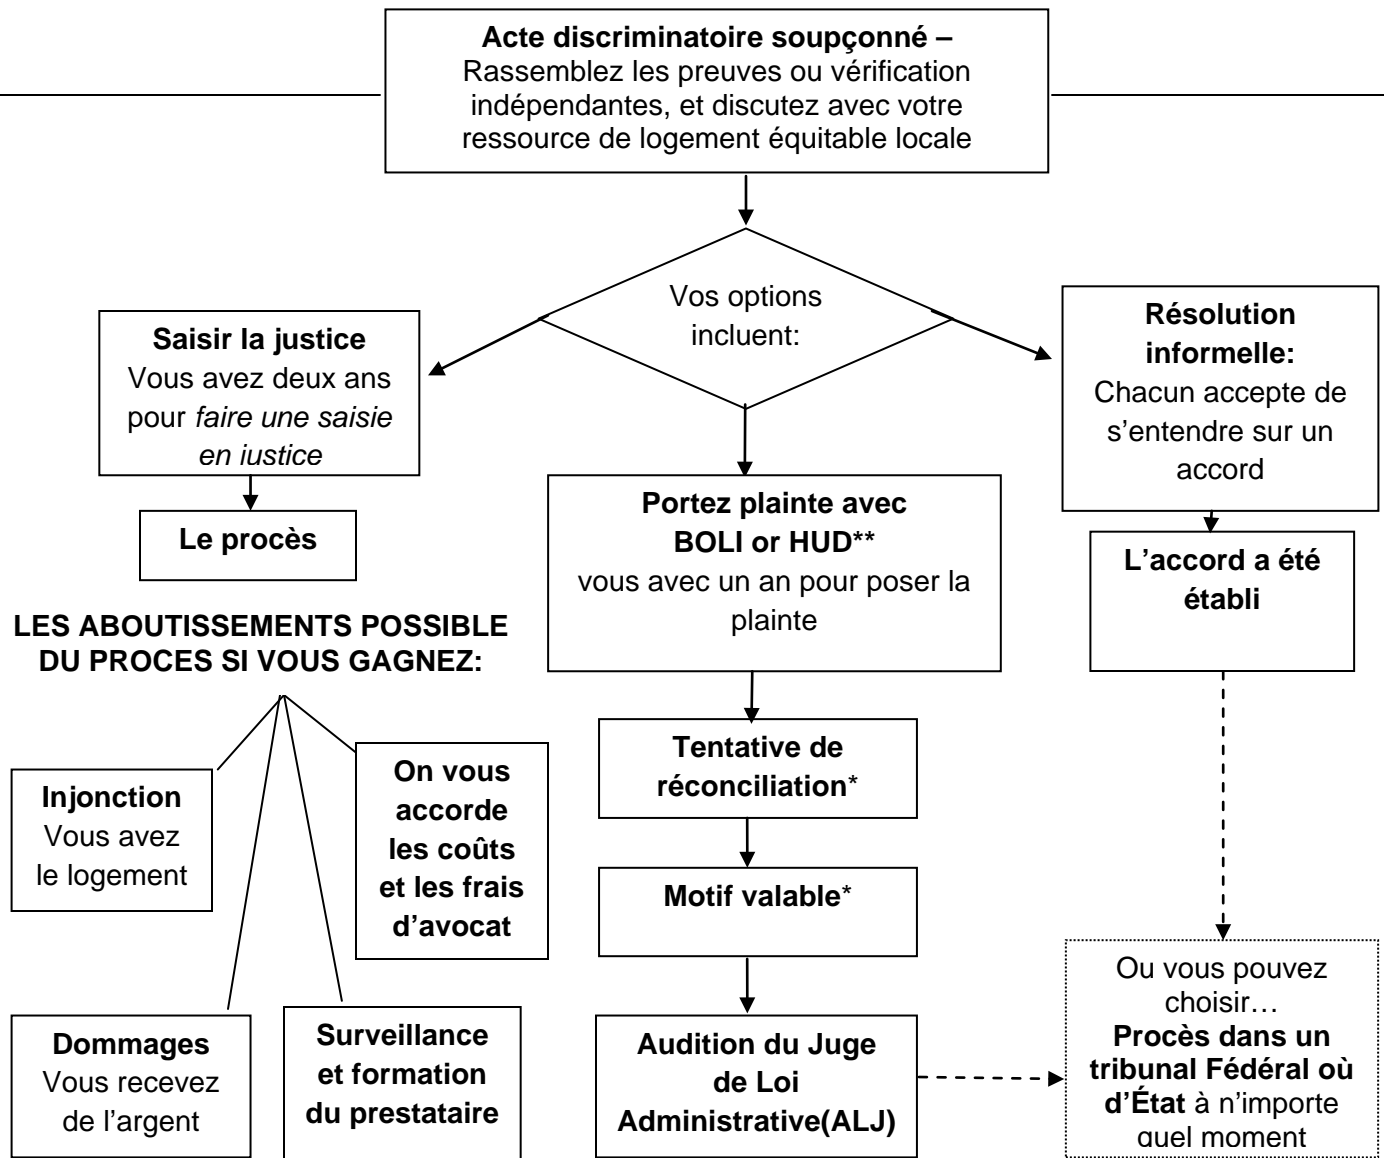 Acte discriminatoire soupçonné –
Rassemblez les preuves ou vérification
indépendantes, et discutez avec votre
ressource de logement équitable locale
Vos options
incluent:
Saisir la justice
Vous avez deux ans
pour faire une saisie
en justice
Le procès
LES ABOUTISSEMENTS POSSIBLE
DU PROCES SI VOUS GAGNEZ:
Injonction
Vous avez
le logement
On vous
accorde
les coûts
et les frais
d’avocat
Dommages
Vous recevez
de l’argent
Surveillance
et formation
du prestataire
Portez plainte avec
BOLI or HUD**
vous avec un an pour poser la
plainte
Tentative de
réconciliation*
Motif valable*
Audition du Juge
de Loi
Administrative(ALJ)
Résolution
informelle:
Chacun accepte de
s’entendre sur un
accord
L’accord a été
établi
Ou vous pouvez
choisir…
Procès dans un
tribunal Fédéral où
d’État à n’importe
quel moment